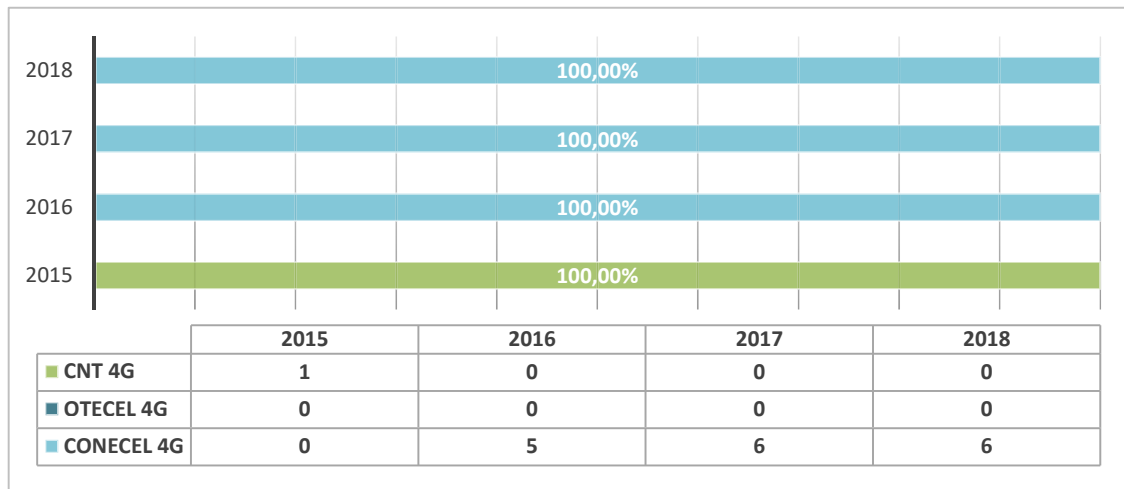 2018 100,00%
2017 100,00%
2016 100,00%
2015 100,00%
2015 2016 2017 2018
CNT 4G 1 0 0 0
OTECEL 4G 0 0 0 0
CONECEL 4G 0 5 6 6